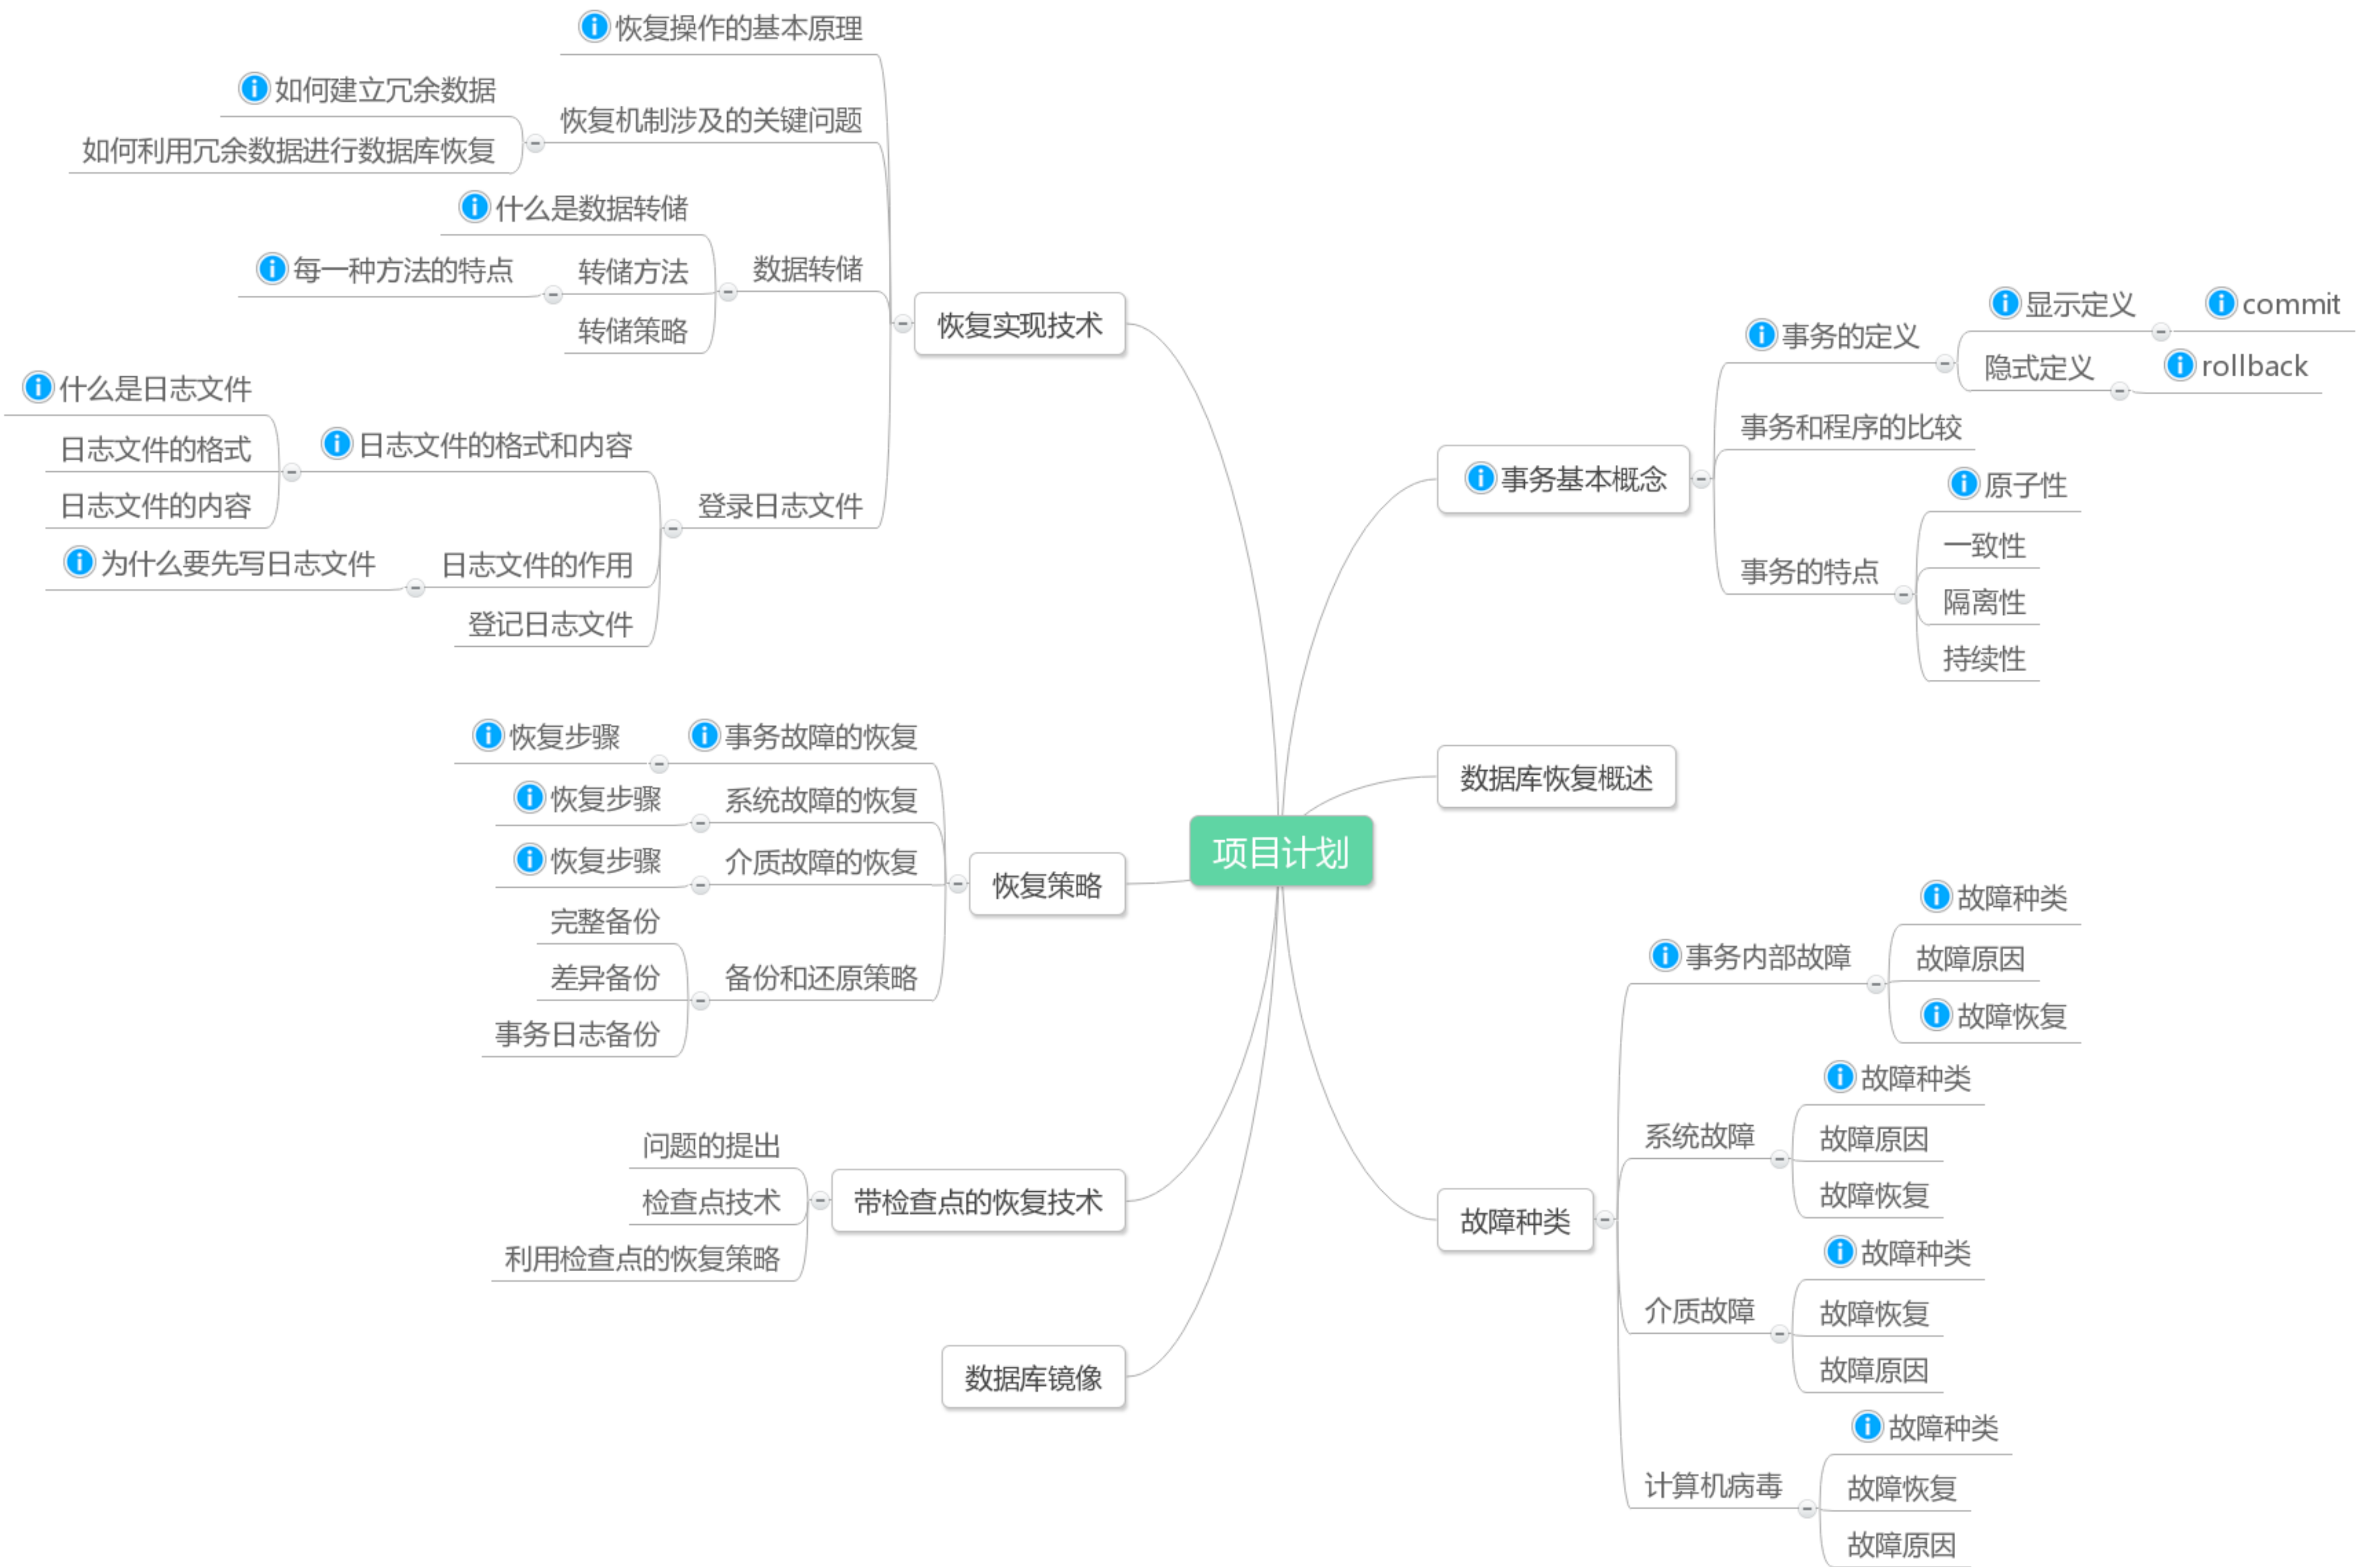 项目计划
事务基本概念
事务的定义
显示定义
commit
隐式定义
rollback
事务和程序的比较
事务的特点
原子性
一致性
隔离性
持续性
数据库恢复概述
故障种类
事务内部故障
故障种类
故障原因
故障恢复
系统故障
故障种类
故障原因
故障恢复
介质故障
故障种类
故障恢复
故障原因
计算机病毒
故障种类
故障恢复
故障原因
恢复实现技术
恢复操作的基本原理
恢复机制涉及的关键问题
如何建立冗余数据
如何利用冗余数据进行数据库恢复
数据转储
什么是数据转储
转储方法
每一种方法的特点
转储策略
登录日志文件
日志文件的格式和内容
什么是日志文件
日志文件的格式
日志文件的内容
日志文件的作用
为什么要先写日志文件
登记日志文件
恢复策略
事务故障的恢复
恢复步骤
系统故障的恢复
恢复步骤
介质故障的恢复
恢复步骤
备份和还原策略
完整备份
差异备份
事务日志备份
带检查点的恢复技术
问题的提出
检查点技术
利用检查点的恢复策略
数据库镜像